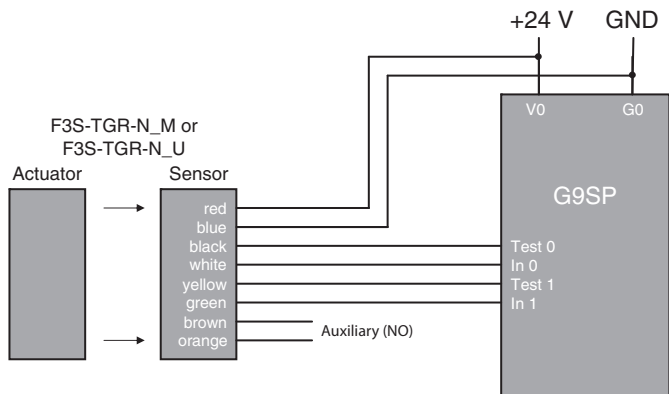 +24 V GND
V0 G0
F3S-TGR-N_M or
F3S-TGR-N_U
Actuator Sensor
G9SP
red
blue
black Test 0
white In 0
yellow Test 1
green In 1
brown
Auxiliary (NO)
orange